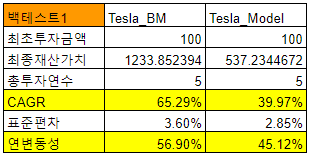 백테스트1 Tesla_BM Tesla_Model
최초투자금액 100 100
최종재산가치 1233.852394 537.2344672
총투자연수 5 5
CAGR 65.29% 39.97%
표준편차 3.60% 2.85%
연변동성 56.90% 45.12%